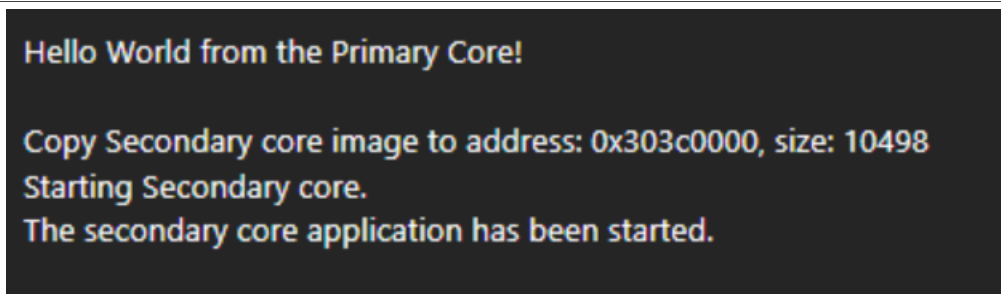 Hello World from the Primary Core!
Copy Secondary core image to address: 0x303c0000, size: 10498
Starting Secondary core.
The secondary core application has been started.